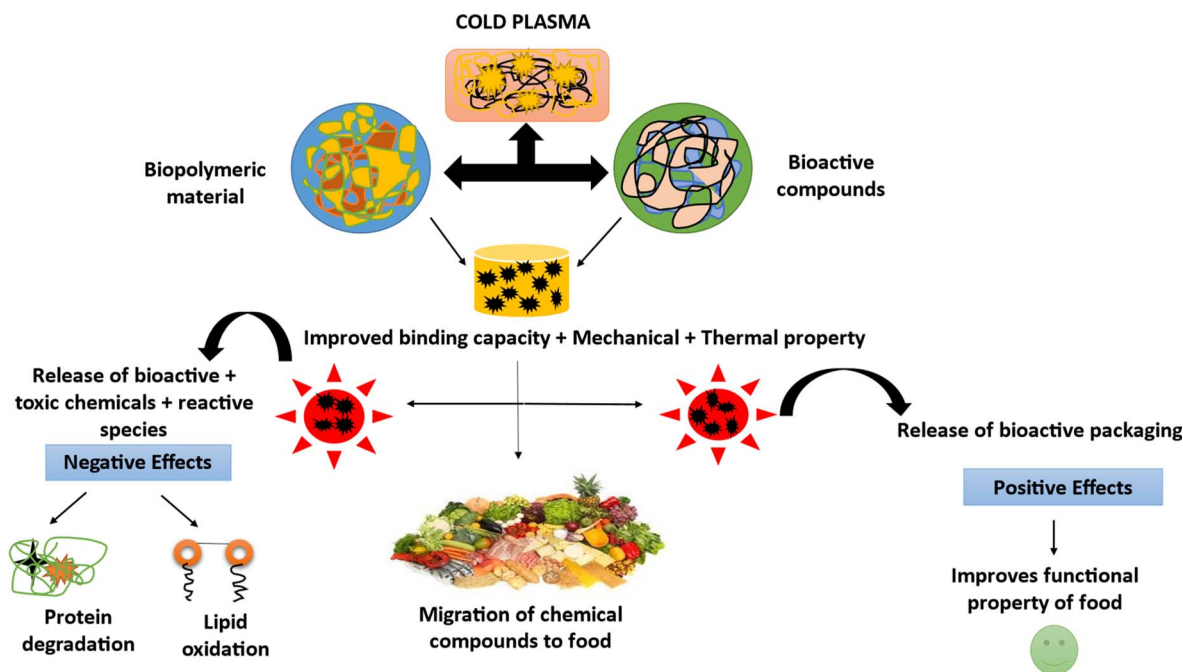 COLD PLASMA
Biopolymeric
material
Bioactive
compounds
Improved binding capacity + Mechanical + Thermal property
Release of bioactive +
toxic chemicals + reactive
species
Negative Effects
Protein
degradation
Lipid
oxidation
Migration of chemical
compounds to food
Release of bioactive packaging
Positive Effects
Improves functional
property of food